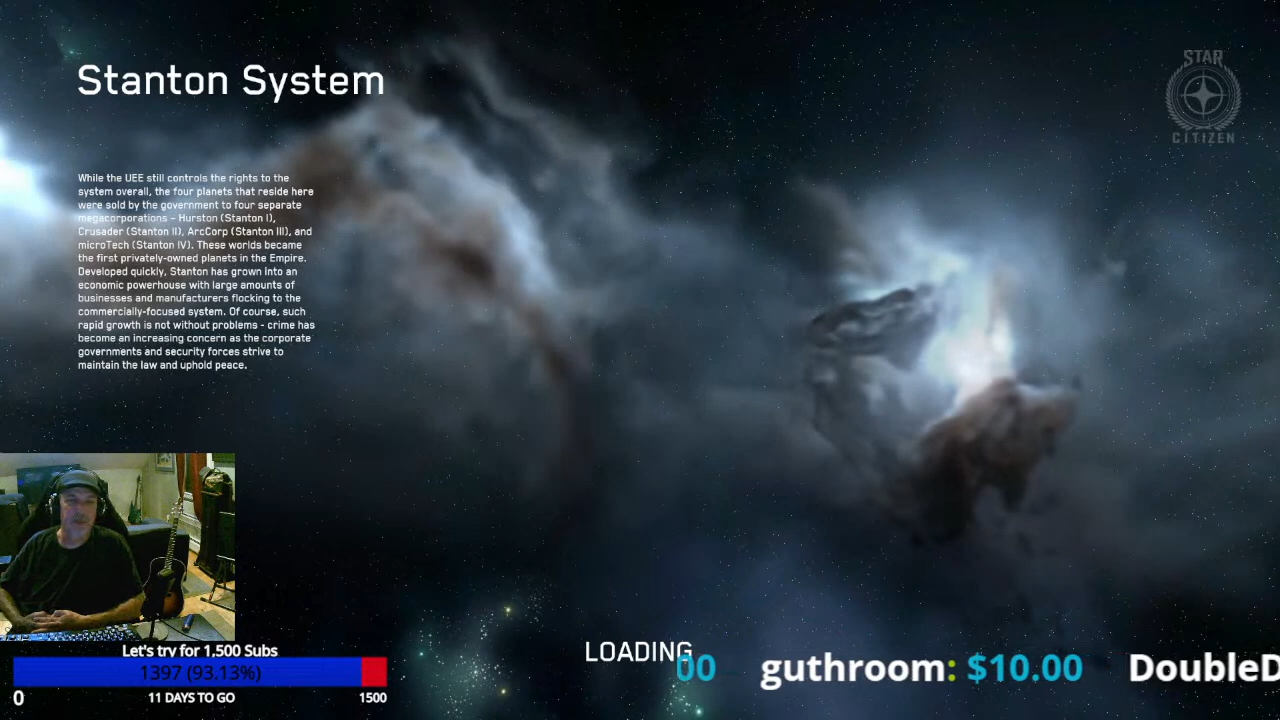 Stanton System
STAR
CITIZEN
While the UEE still controls the rights to the
system overall, the four planets that reside here
were sold by the government to four separate
megacorporations - Hurston (Stanton I),
Crusader (Stanton II), ArcCorp (Stanton III), and
microTech (Stanton IV). These worlds became
the first privately-owned planets in the Empire.
Developed quickly, Stanton has grown into an
economic powerhouse with large amounts of
businesses and manufacturers flocking to the
commercially-focused system. Of course, such
rapid growth is not without problems - crime has
become an increasing concern as the corporate
governments and security forces strive to
maintain the law and uphold peace.
LOADING
Let's try for 1,500 Subs
1397 (93.13%)
0 11 DAYS TO GO 1500
00 guthroom: $10.00 DoubleD